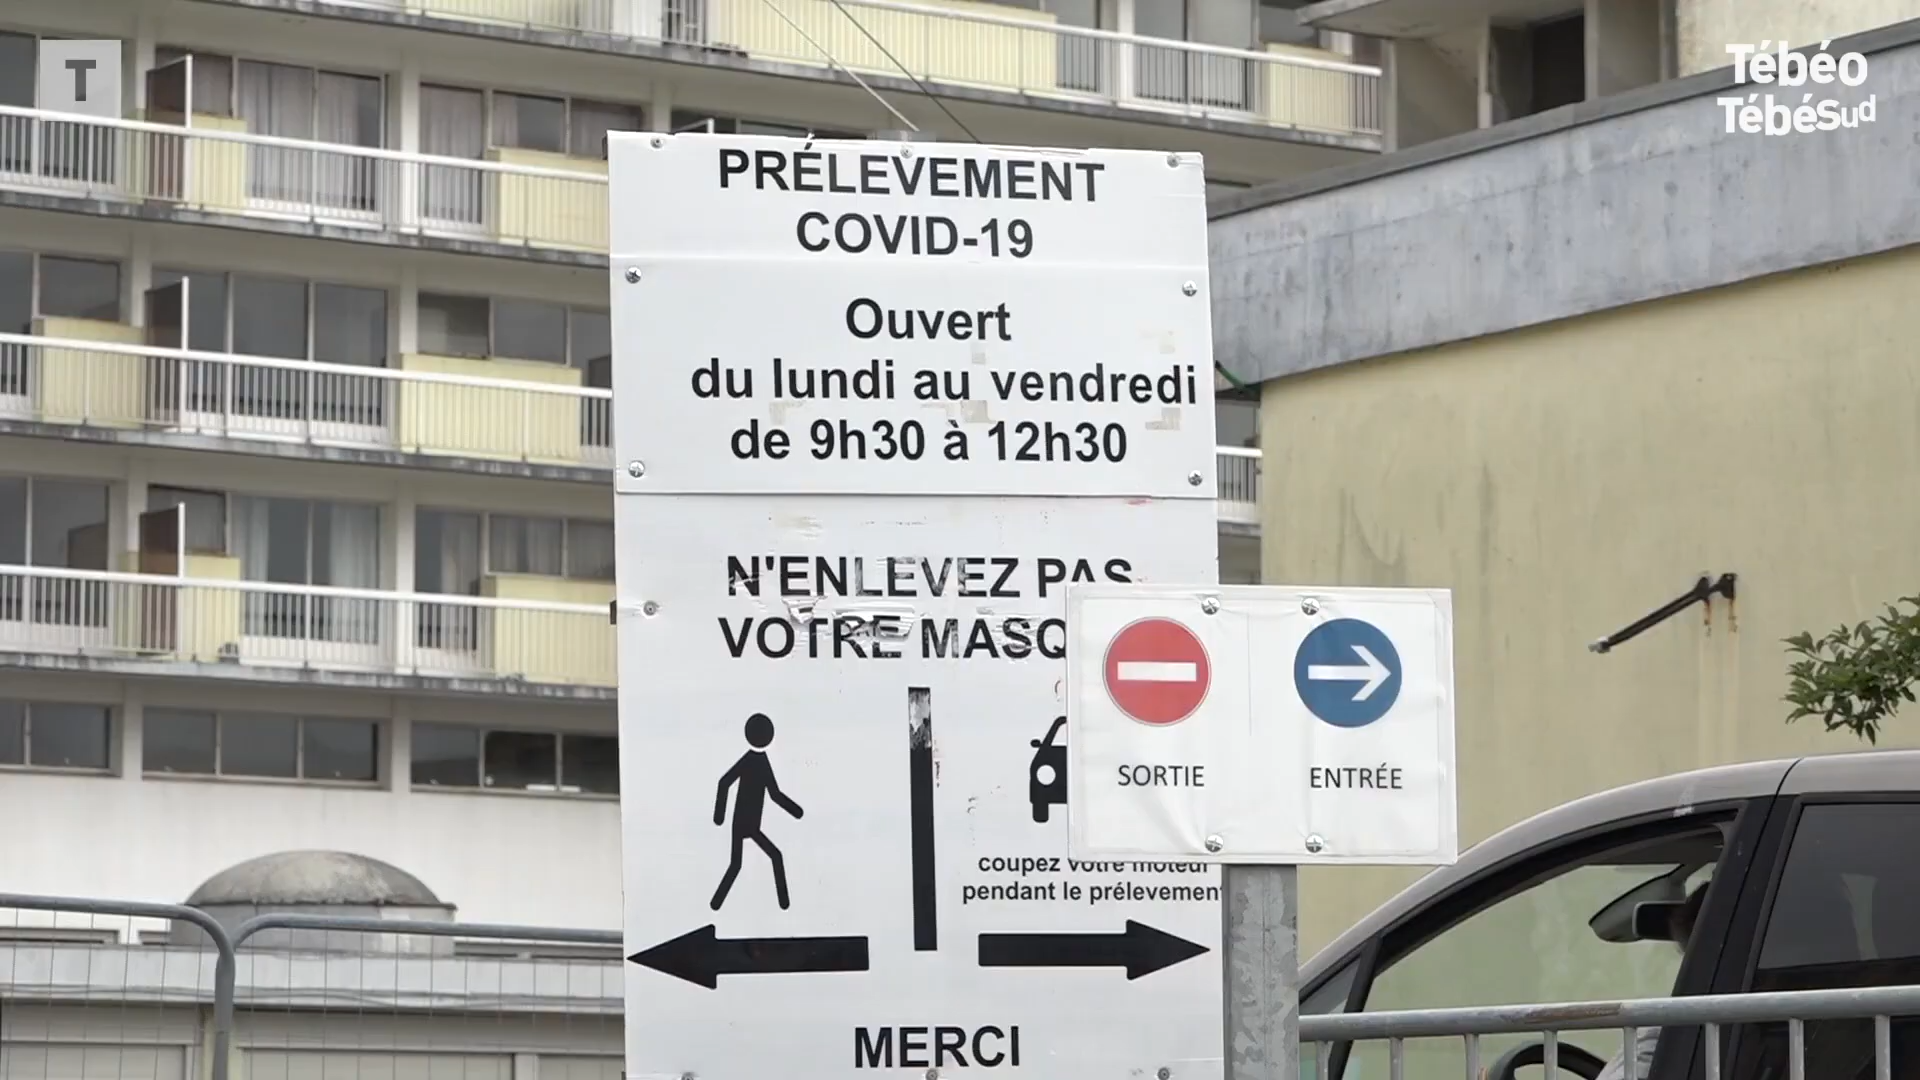 T
Tébéo
TébéSud
PRÉLEVEMENT
COVID-19
Ouvert
du lundi au vendredi
de 9h30 à 12h30
N'ENLEVEZ PAS
VOTRE MASQ
SORTIE
ENTRÉE
coupez votre moteur
pendant le prélevement
MERCI